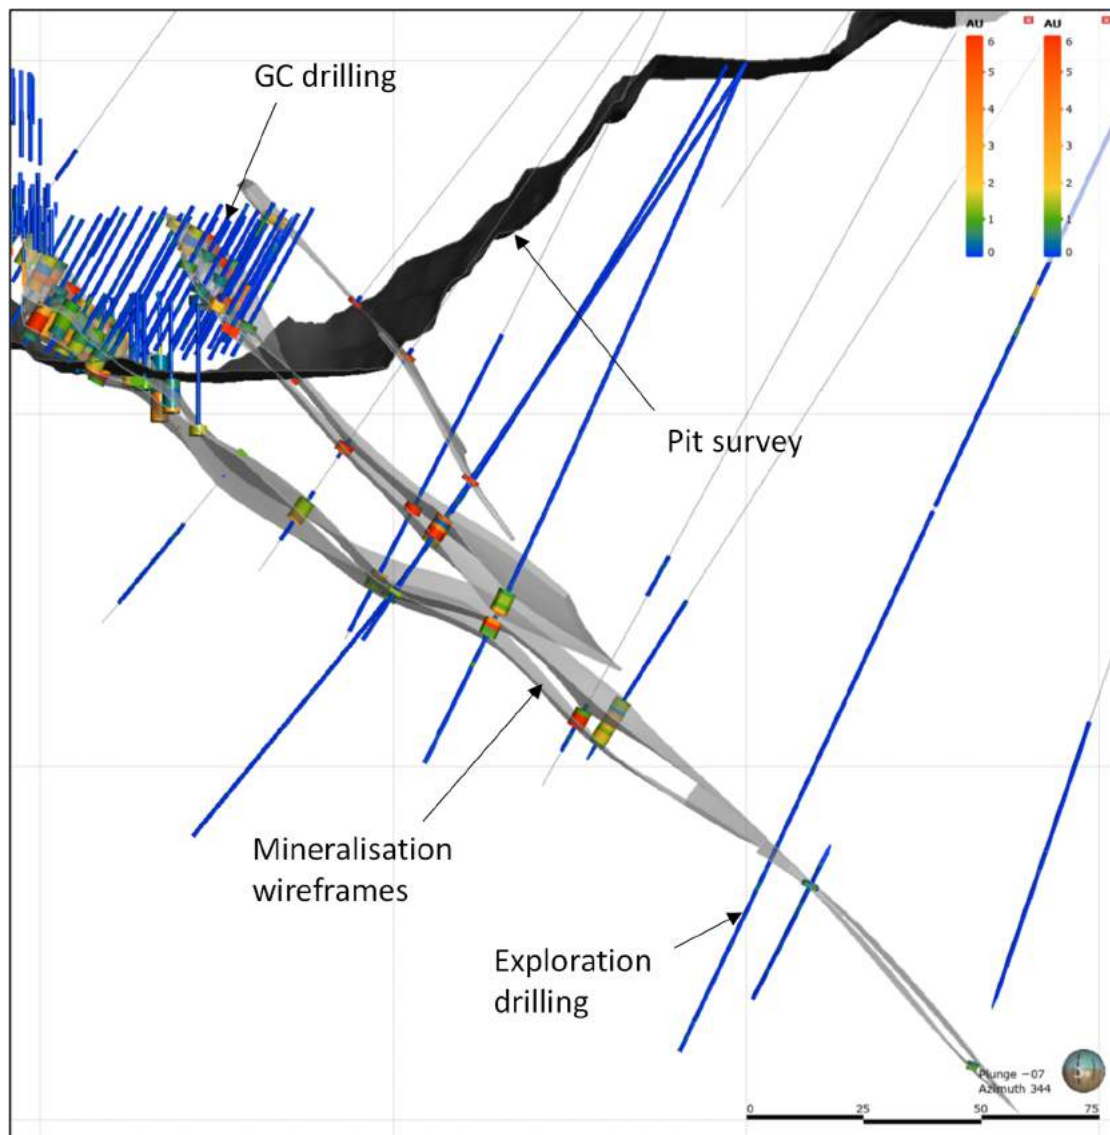 AU
AU
6
6
5
5
4
4
3
3
2
2
1
1
0
0
GC drilling
Pit survey
Mineralisation
wireframes
Exploration
drilling
Plunge −07
Azimuth 344
0
25
50
75